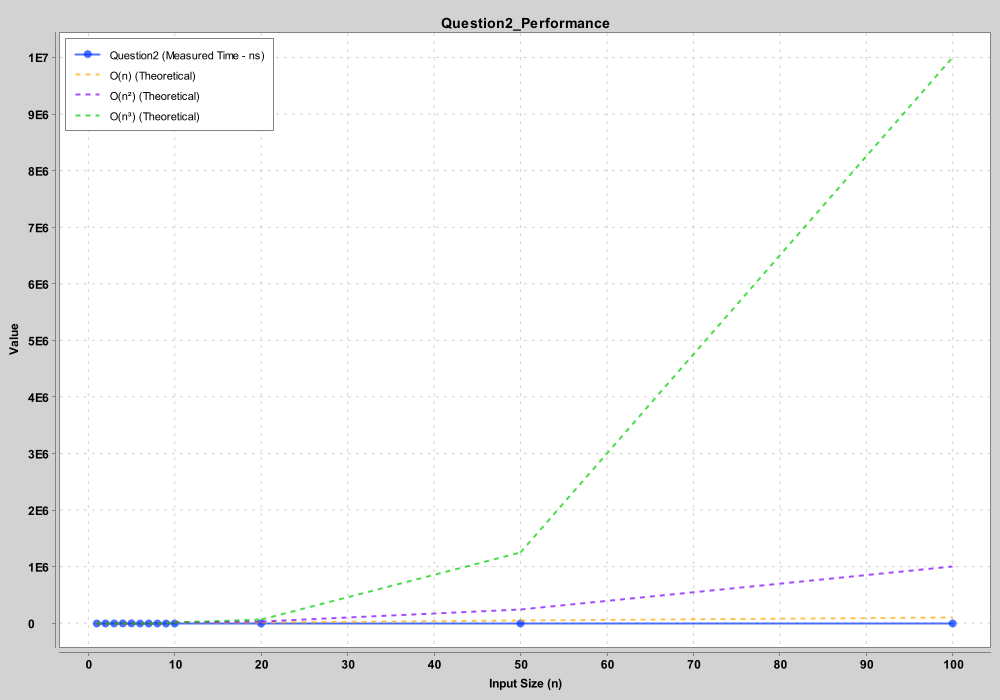 Question2_Performance
Question2 (Measured Time - ns)
O(n) (Theoretical)
O(n²) (Theoretical)
O(n³) (Theoretical)
1E7
9E6
8E6
7E6
6E6
5E6
4E6
3E6
2E6
1E6
0
Value
0 10 20 30 40 50 60 70 80 90 100
Input Size (n)